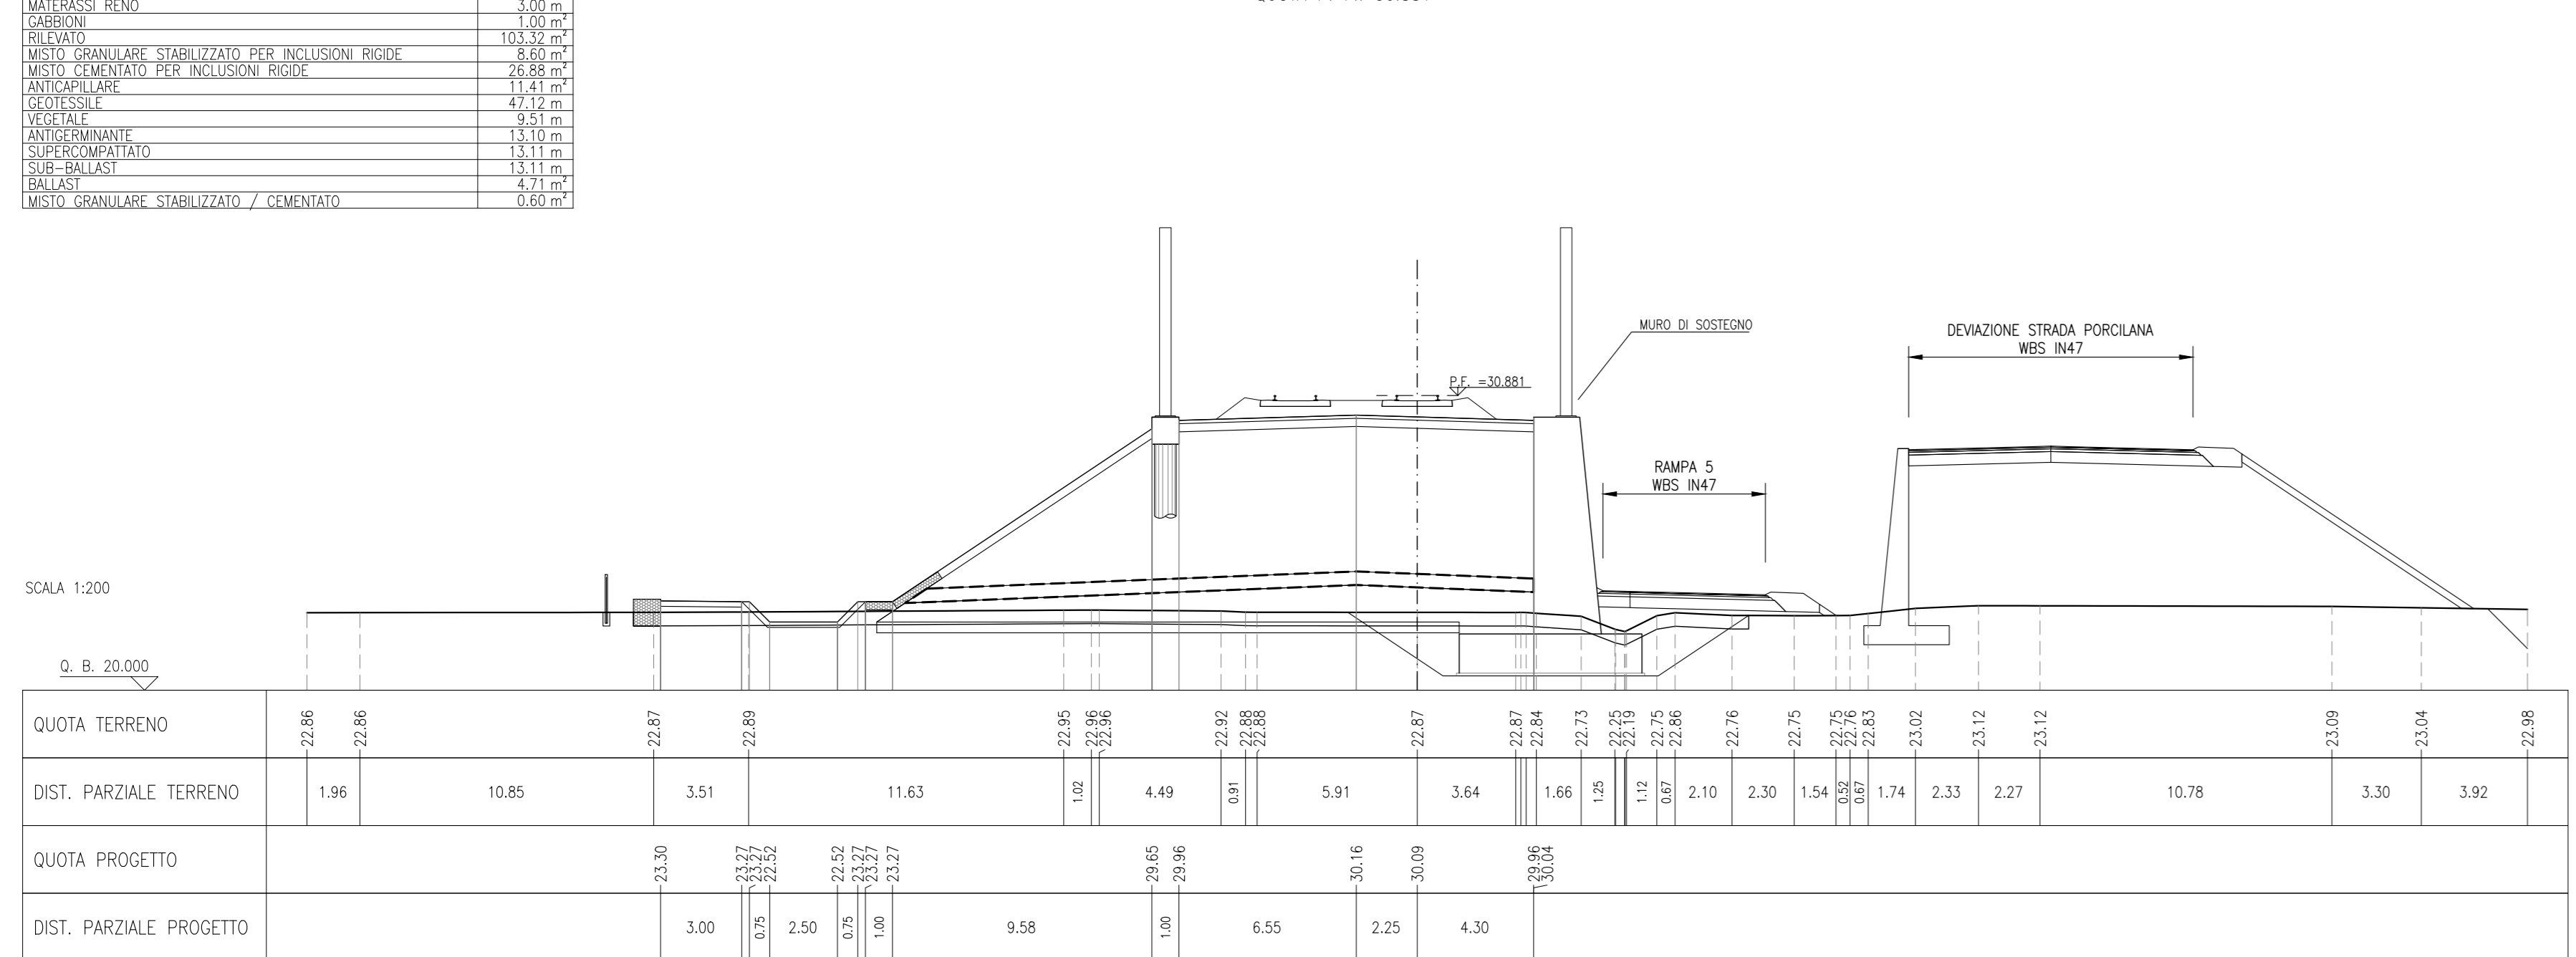 MATERASSI RENO 3.00 m
GABBIONI 1.00 m²
RILEVATO 103.32 m²
MISTO GRANULARE STABILIZZATO PER INCLUSIONI RIGIDE 8.60 m²
MISTO CEMENTATO PER INCLUSIONI RIGIDE 26.88 m²
ANTICAPILLARE 11.41 m²
GEOTESSILE 47.12 m
VEGETALE 9.51 m
ANTIGERMINANTE 13.10 m
SUPERCOMPATTATO 13.11 m
SUB-BALLAST 13.11 m
BALLAST 4.71 m²
MISTO GRANULARE STABILIZZATO / CEMENTATO 0.60 m²
MURO DI SOSTEGNO
DEVIAZIONE STRADA PORCILANA
WBS IN47
P.F. =30.881
RAMPA 5
WBS IN47
SCALA 1:200
Q. B. 20.000
QUOTA TERRENO 22.86 22.86 22.87 22.89 22.95 22.96 22.96 22.92 22.88 22.88 22.87 22.87 22.84 22.73 22.25 22.19 22.75 22.86 22.76 22.75 22.75 22.76 22.83 23.02 23.12 23.12 23.09 23.04 22.98
DIST. PARZIALE TERRENO 1.96 10.85 3.51 11.63 1.02 4.49 0.91 5.91 3.64 1.66 1.25 1.12 0.67 2.10 2.30 1.54 0.52 0.67 1.74 2.33 2.27 10.78 3.30 3.92
QUOTA PROGETTO 23.30 23.27 23.27 22.52 22.52 23.27 23.27 23.27 29.65 29.96 30.16 30.09 29.96 30.04
DIST. PARZIALE PROGETTO 3.00 0.75 2.50 0.75 1.00 9.58 1.00 6.55 2.25 4.30